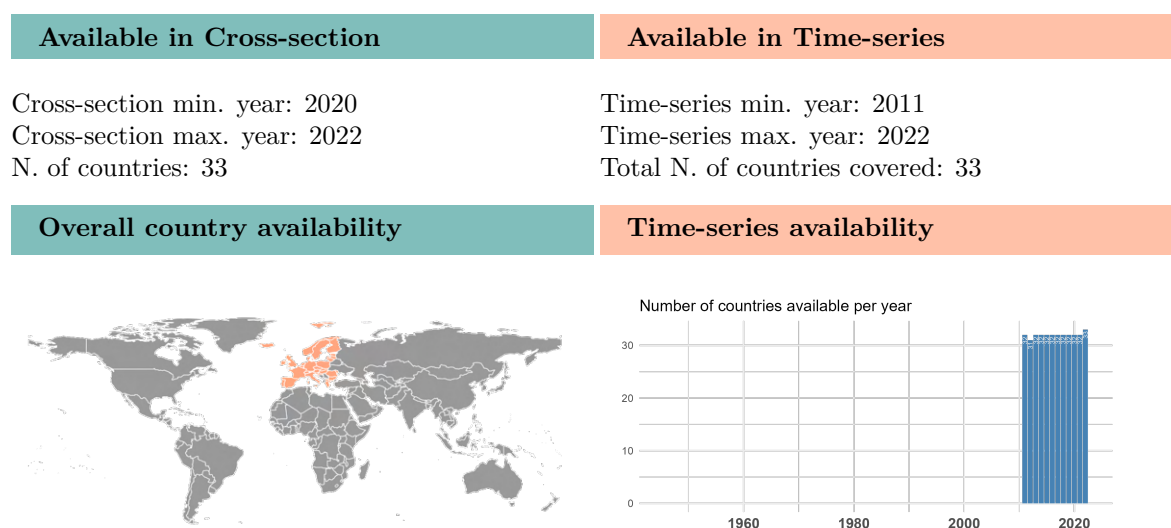 Available in Cross-section
Available in Time-series
Cross-section min. year: 2020
Cross-section max. year: 2022
N. of countries: 33
Time-series min. year: 2011
Time-series max. year: 2022
Total N. of countries covered: 33
Overall country availability
Time-series availability
Number of countries available per year
30
20
10
0
1960
1980
2000
2020